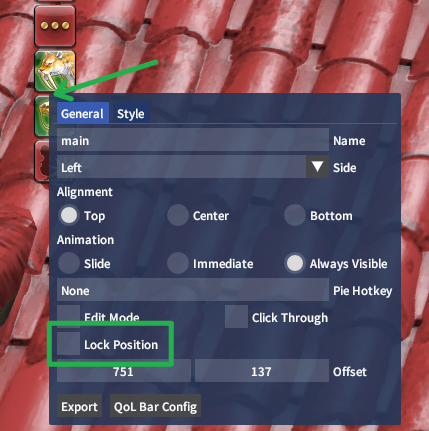 General Style
main Name
Left Side
Alignment
Top Center Bottom
Animation
Slide Immediate Always Visible
None Pie Hotkey
Edit Mode Click Through
Lock Position
751 137 Offset
Export QoL Bar Config